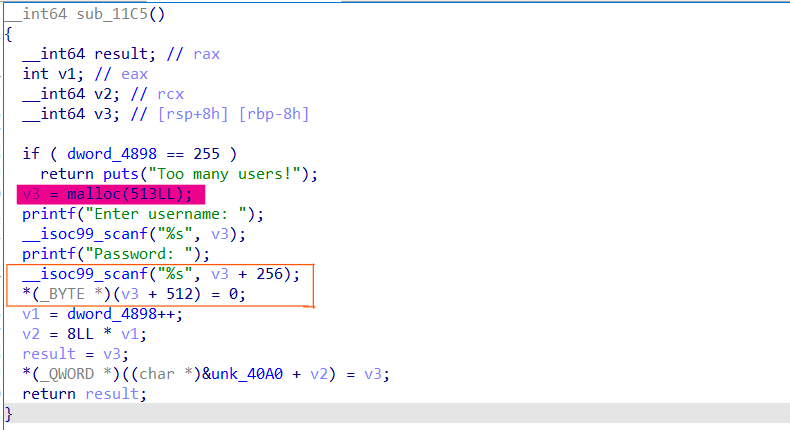 __int64 sub_11C5()
{
  __int64 result; // rax
  int v1; // eax
  __int64 v2; // rcx
  __int64 v3; // [rsp+8h] [rbp-8h]
  if ( dword_4898 == 255 )
    return puts("Too many users!");
  v3 = malloc(513LL);
  printf("Enter username: ");
  __isoc99_scanf("%s", v3);
  printf("Password: ");
  __isoc99_scanf("%s", v3 + 256);
  *(_BYTE *)(v3 + 512) = 0;
  v1 = dword_4898++;
  v2 = 8LL * v1;
  result = v3;
  *(_QWORD *)((char *)&unk_40A0 + v2) = v3;
  return result;
}